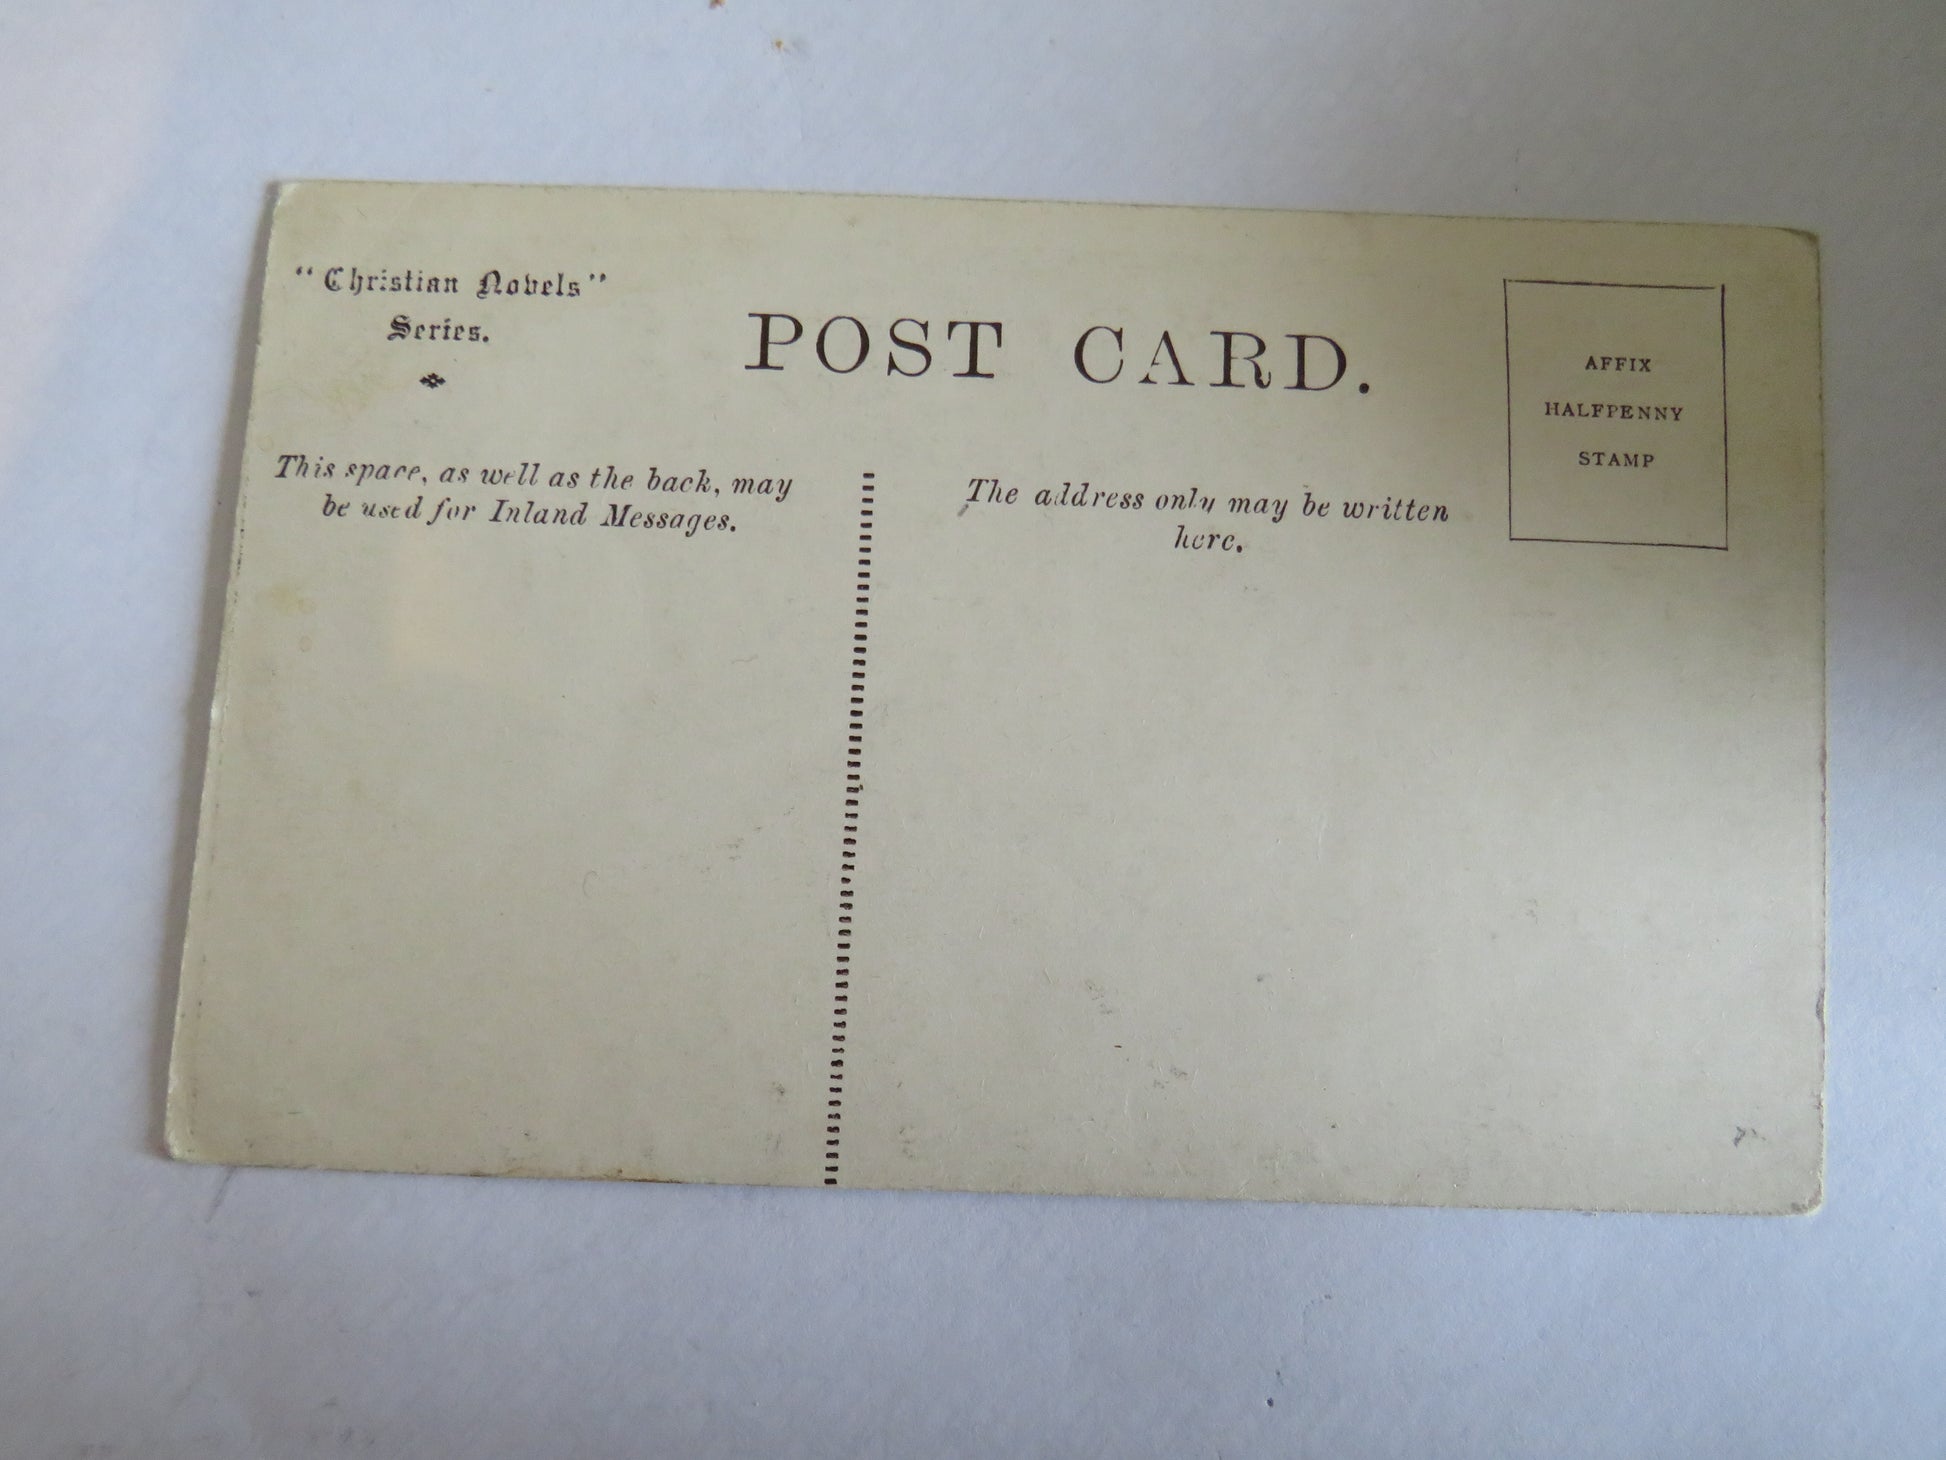 "Christian Novels"
Series.
POST CARD.
AFFIX
HALFPENNY
STAMP
This space, as well as the back, may
be used for Inland Messages.
The address only may be written
here.